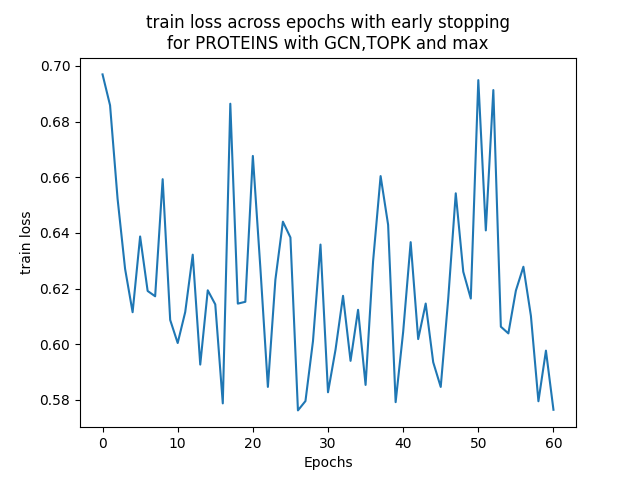 train loss across epochs with early stopping
for PROTEINS with GCN,TOPK and max
0.70
0.68
0.66
0.64
0.62
0.60
0.58
train loss
0 10 20 30 40 50 60
Epochs